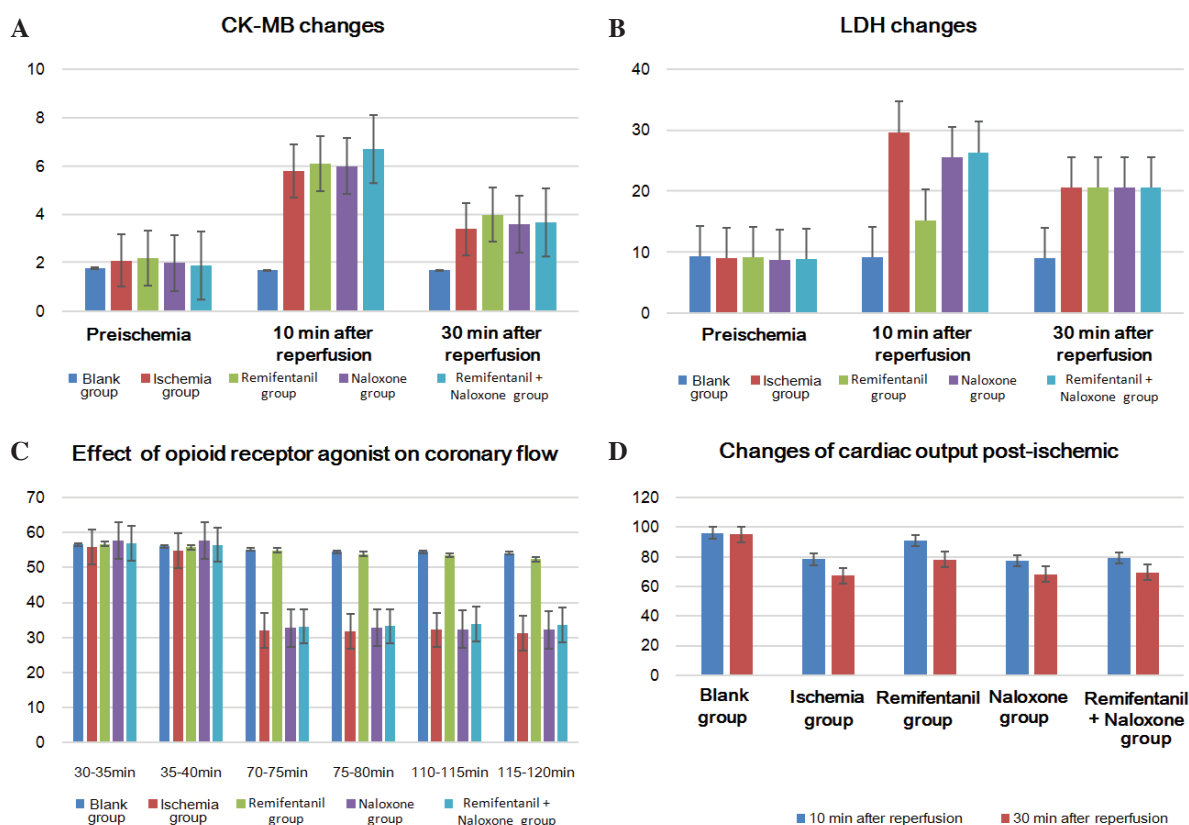 A
CK-MB changes
10
8
6
4
2
0
Preischemia
10 min after
reperfusion
30 min after
reperfusion
Blank
group
Ischemia
group
Remifentanil
group
Naloxone
group
Remifentanil +
Naloxone group
B
LDH changes
40
30
20
10
0
Preischemia
10 min after
reperfusion
30 min after
reperfusion
Blank
group
Ischemia
group
Remifentanil
group
Naloxone
group
Remifentanil +
Naloxone group
C
Effect of opioid receptor agonist on coronary flow
70
60
50
40
30
20
10
0
30-35min 35-40min 70-75min 75-80min 110-115min 115-120min
Blank
group
Ischemia
group
Remifentanil
group
Naloxone
group
Remifentanil +
Naloxone group
D
Changes of cardiac output post-ischemic
120
100
80
60
40
20
0
Blank
group
Ischemia
group
Remifentanil
group
Naloxone
group
Remifentanil
+ Naloxone
group
10 min after reperfusion 30 min after reperfusion